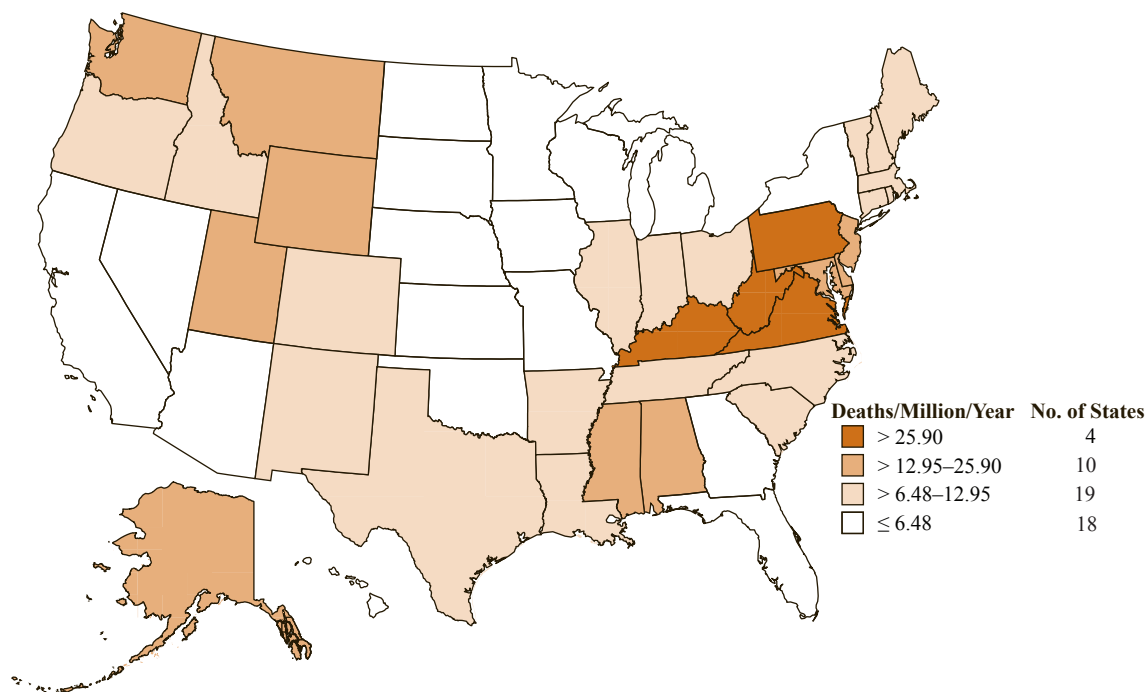 Deaths/Million/Year No. of States
> 25.90 4
> 12.95–25.90 10
> 6.48–12.95 19
≤ 6.48 18